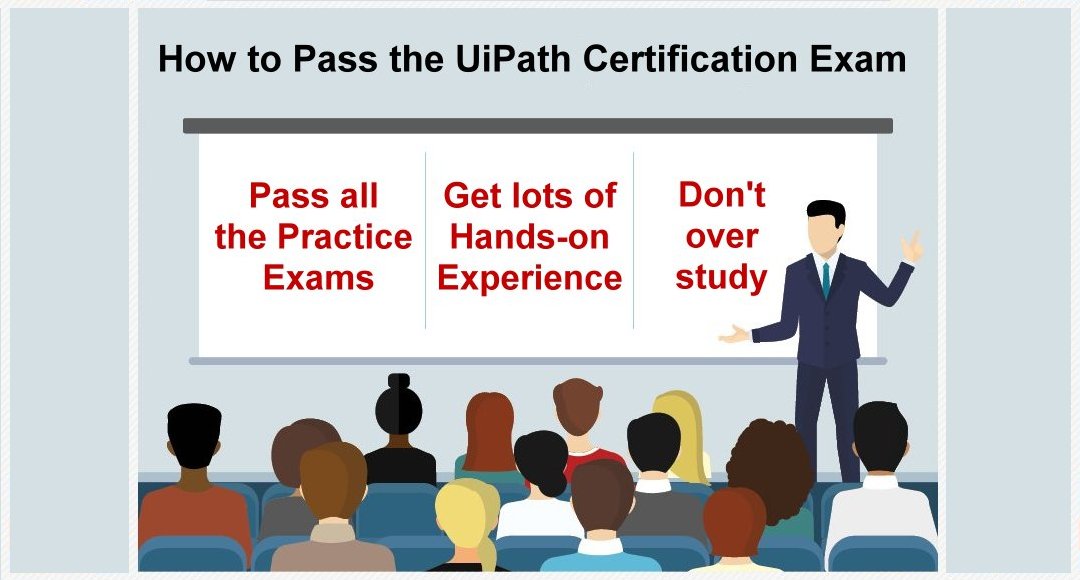 How to Pass the UiPath Certification Exam
Pass all
the Practice
Exams
Get lots of
Hands-on
Experience
Don't
over
study